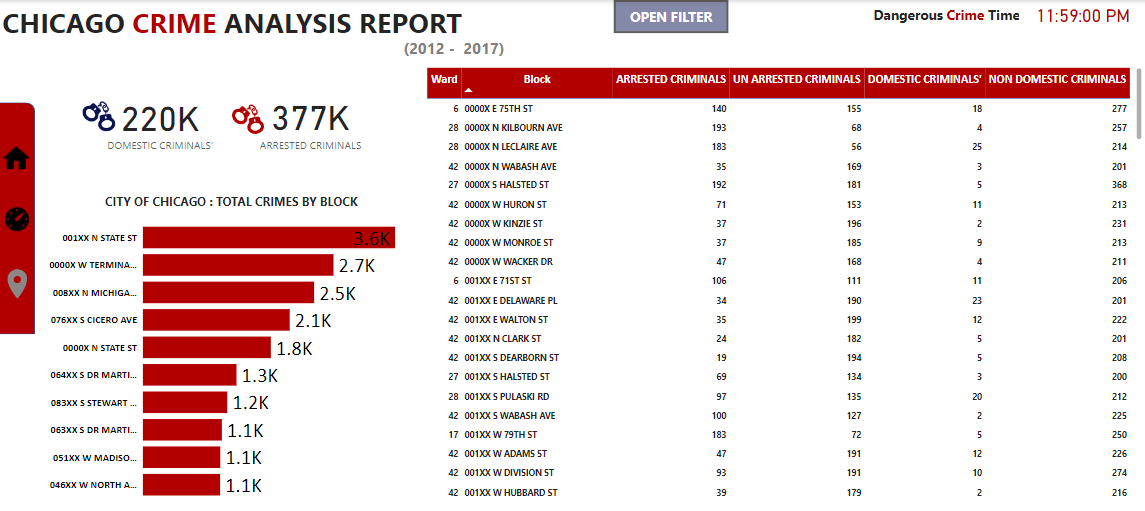 CHICAGO CRIME ANALYSIS REPORT
(2012 - 2017)
OPEN FILTER
Dangerous Crime Time 11:59:00 PM
220K
DOMESTIC CRIMINALS'
377K
ARRESTED CRIMINALS
CITY OF CHICAGO : TOTAL CRIMES BY BLOCK
001XX N STATE ST 3.6K
0000X W TERMINA... 2.7K
008XX N MICHIGA... 2.5K
076XX S CICERO AVE 2.1K
0000X N STATE ST 1.8K
064XX S DR MARTI... 1.3K
083XX S STEWART ... 1.2K
063XX S DR MARTI... 1.1K
051XX W MADISO... 1.1K
046XX W NORTH A... 1.1K
Ward Block ARRESTED CRIMINALS UN ARRESTED CRIMINALS DOMESTIC CRIMINALS' NON DOMESTIC CRIMINALS
6 0000X E 75TH ST 140 155 18 277
28 0000X N KILBOURN AVE 193 68 4 257
28 0000X N LECLAIRE AVE 183 56 25 214
42 0000X N WABASH AVE 35 169 3 201
27 0000X S HALSTED ST 192 181 5 368
42 0000X W HURON ST 71 153 11 213
42 0000X W KINZIE ST 37 196 2 231
42 0000X W MONROE ST 37 185 9 213
42 0000X W WACKER DR 47 168 4 211
6 001XX E 71ST ST 106 111 11 206
42 001XX E DELAWARE PL 34 190 23 201
42 001XX E WALTON ST 35 199 12 222
42 001XX N CLARK ST 24 182 5 201
42 001XX S DEARBORN ST 19 194 5 208
27 001XX S HALSTED ST 69 134 3 200
28 001XX S PULASKI RD 97 135 20 212
42 001XX S WABASH AVE 100 127 2 225
17 001XX W 79TH ST 183 72 5 250
42 001XX W ADAMS ST 47 191 12 226
42 001XX W DIVISION ST 93 191 10 274
42 001XX W HUBBARD ST 39 179 2 216